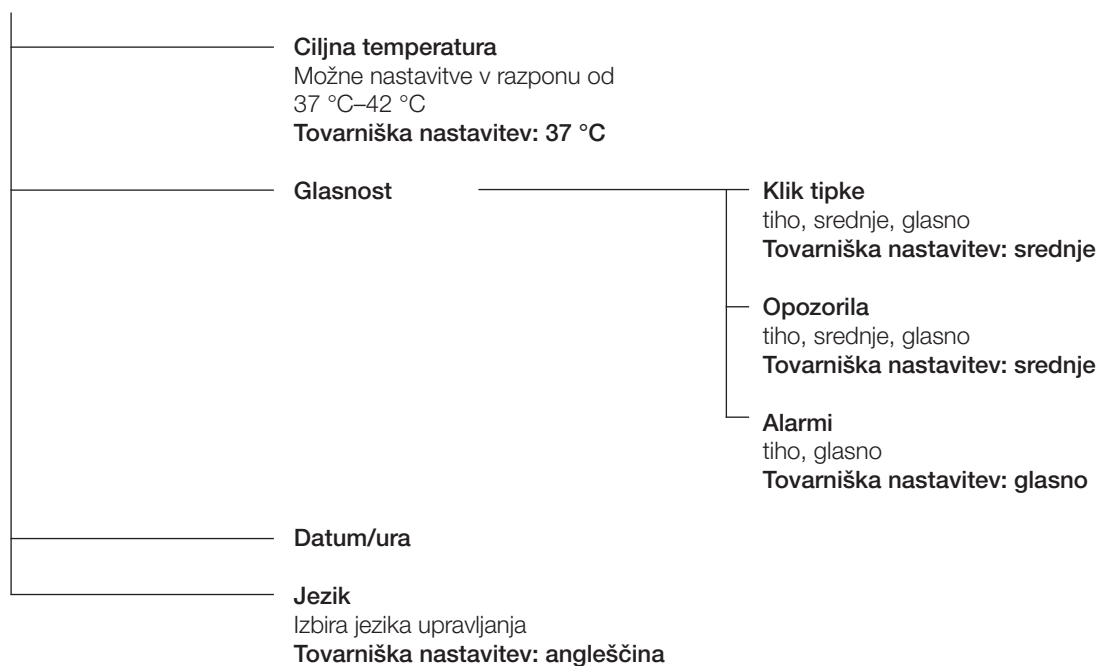 Ciljna temperatura
Možne nastavitve v razponu od
37 °C–42 °C
Tovarniška nastavitev: 37 °C
Glasnost
Klik tipke
tiho, srednje, glasno
Tovarniška nastavitev: srednje
Opozorila
tiho, srednje, glasno
Tovarniška nastavitev: srednje
Alarmi
tiho, glasno
Tovarniška nastavitev: glasno
Datum/ura
Jezik
Izbira jezika upravljanja
Tovarniška nastavitev: angleščina